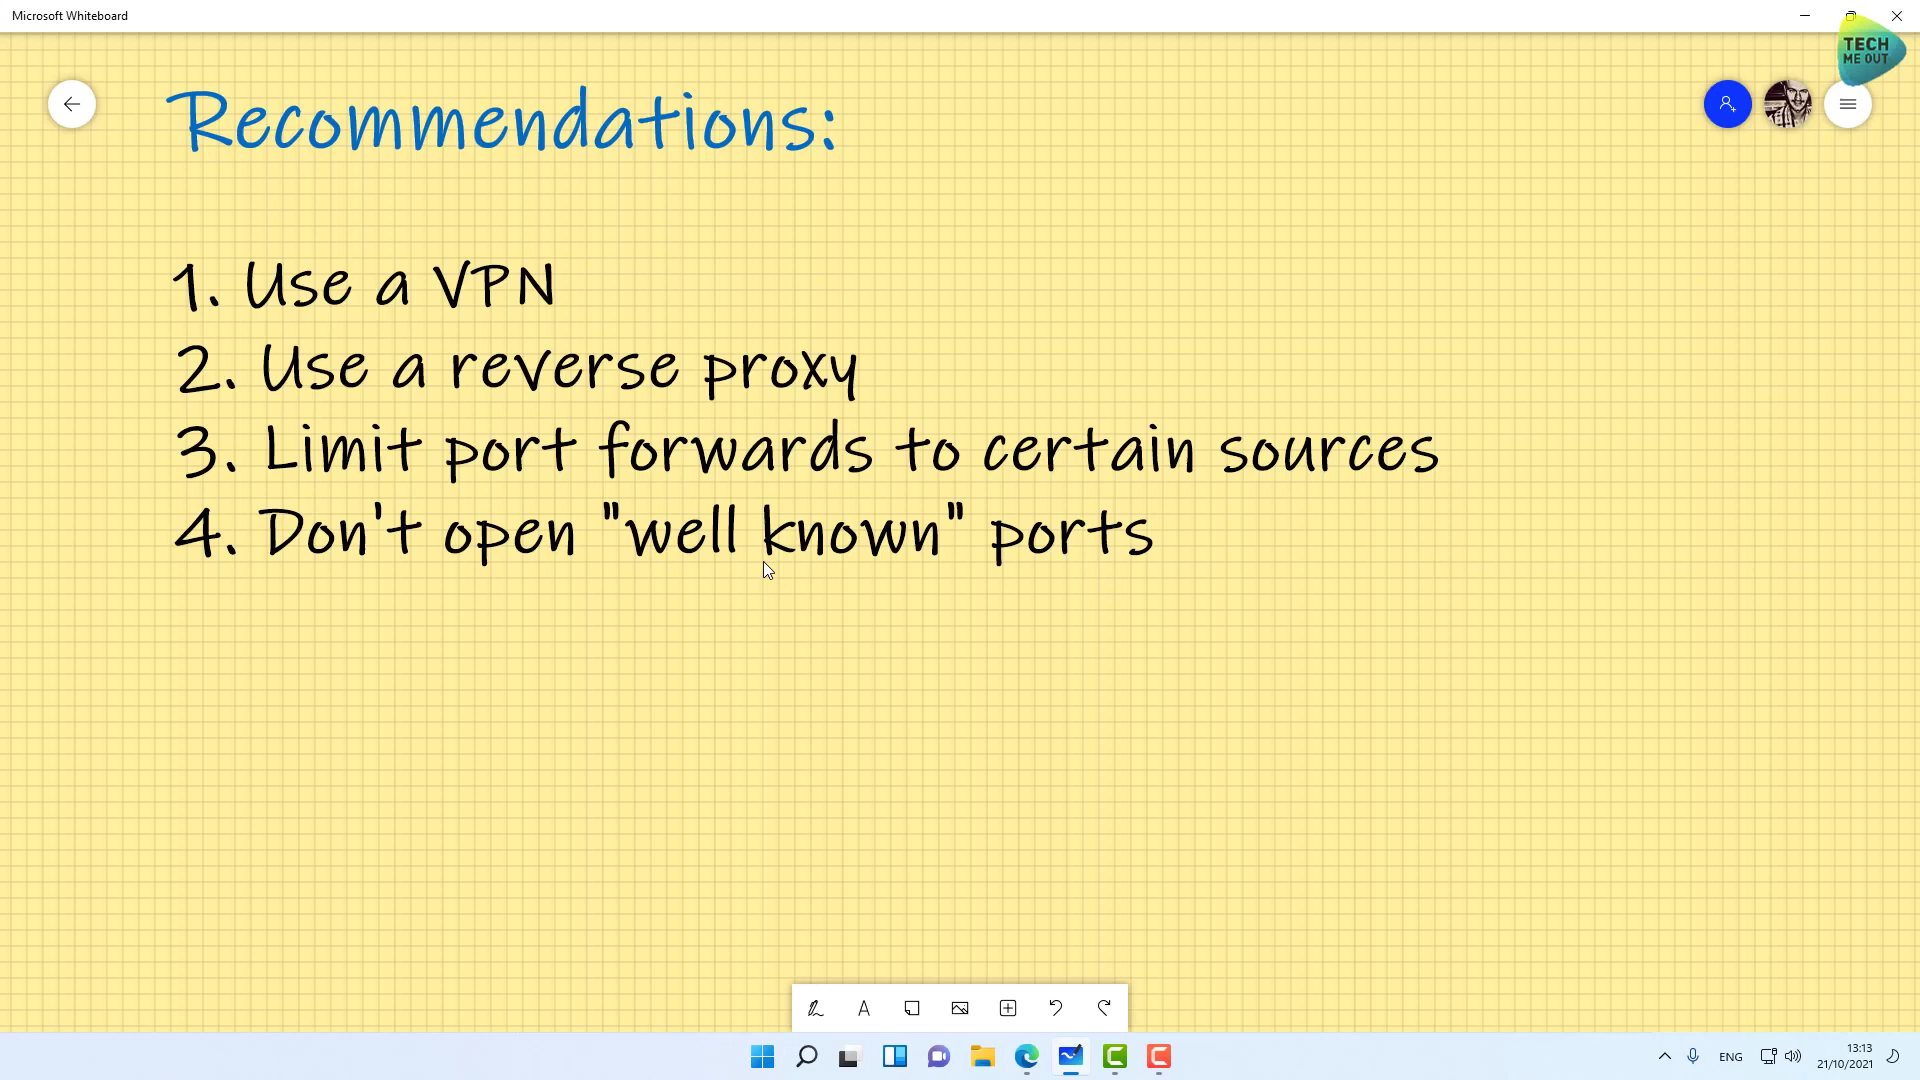 Microsoft Whiteboard
TECH
ME OUT
Recommendations:
1. Use a VPN
2. Use a reverse proxy
3. Limit port forwards to certain sources
4. Don't open "well known" ports
A
ENG
13:13
21/10/2021